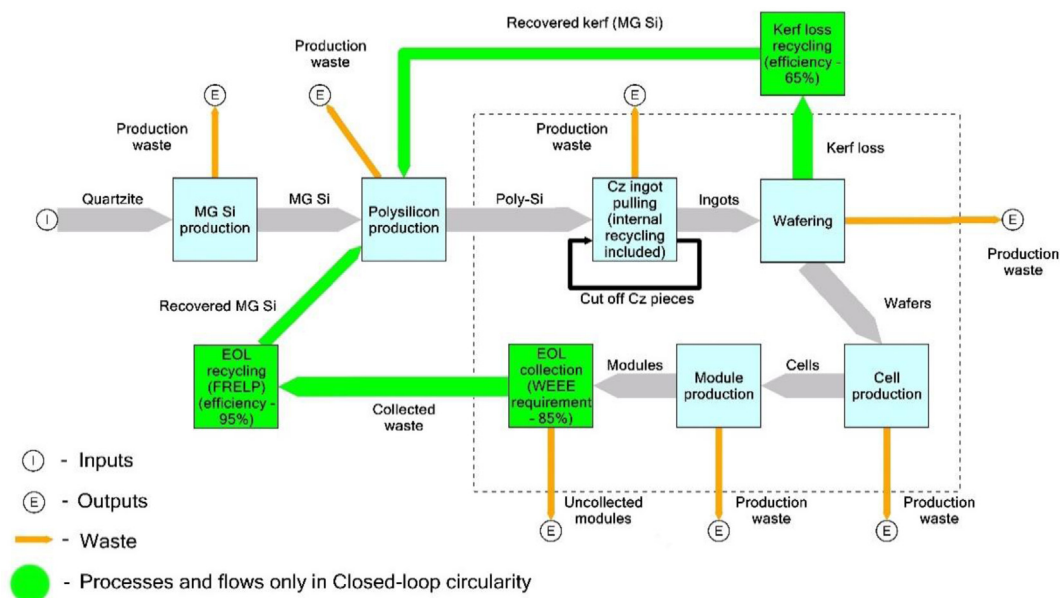 Recovered kerf (MG Si)
Kerf loss
recycling
(efficiency -
65%)
Production
waste
E
E
E
Production
waste
Production
waste
Kerf loss
Quartzite
MG Si
Poly-Si
Ingots
I
MG Si
production
Polysilicon
production
Cz ingot
pulling
(internal
recycling
included)
Wafering
E
Production
waste
Cut off Cz pieces
Recovered MG Si
Wafers
EOL
recycling
(FRELP)
(efficiency -
95%)
Collected
waste
EOL
collection
(WEEE
requirement
- 85%)
Modules
Module
production
Cells
Cell
production
Uncollected
modules
E
Production
waste
E
Production
waste
E
I - Inputs
E - Outputs
- Waste
- Processes and flows only in Closed-loop circularity